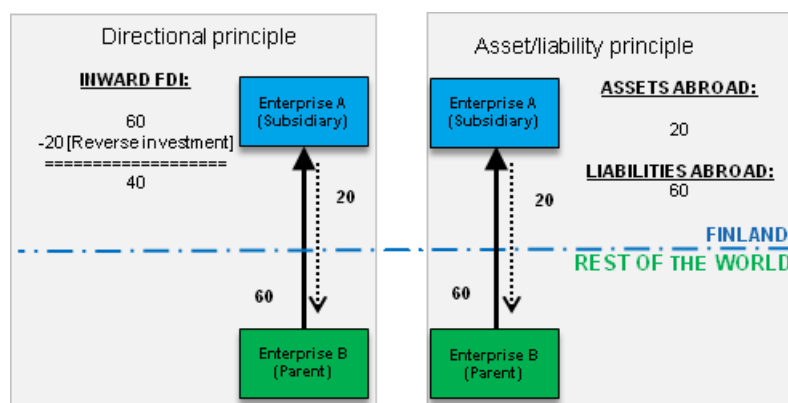 Directional principle
INWARD FDI:
60
-20 [Reverse investment]
===================
40
Enterprise A
(Subsidiary)
20
60
Enterprise B
(Parent)
Asset/liability principle
Enterprise A
(Subsidiary)
ASSETS ABROAD:
20
LIABILITIES ABROAD:
60
20
FINLAND
REST OF THE WORLD
60
Enterprise B
(Parent)